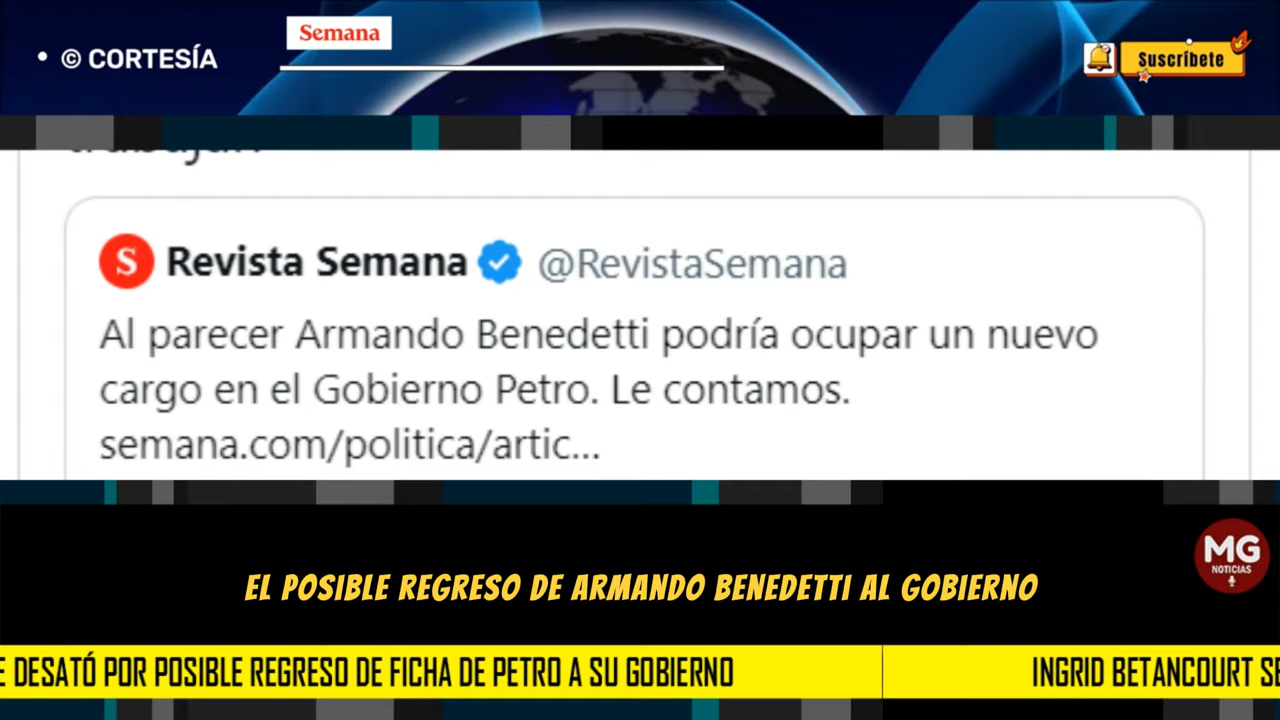 Semana
• © CORTESÍA
Suscríbete
S Revista Semana @RevistaSemana
Al parecer Armando Benedetti podría ocupar un nuevo
cargo en el Gobierno Petro. Le contamos.
semana.com/politica/artic...
MG
NOTICIAS
EL POSIBLE REGRESO DE ARMANDO BENEDETTI AL GOBIERNO
E DESATÓ POR POSIBLE REGRESO DE FICHA DE PETRO A SU GOBIERNO
INGRID BETANCOURT SE